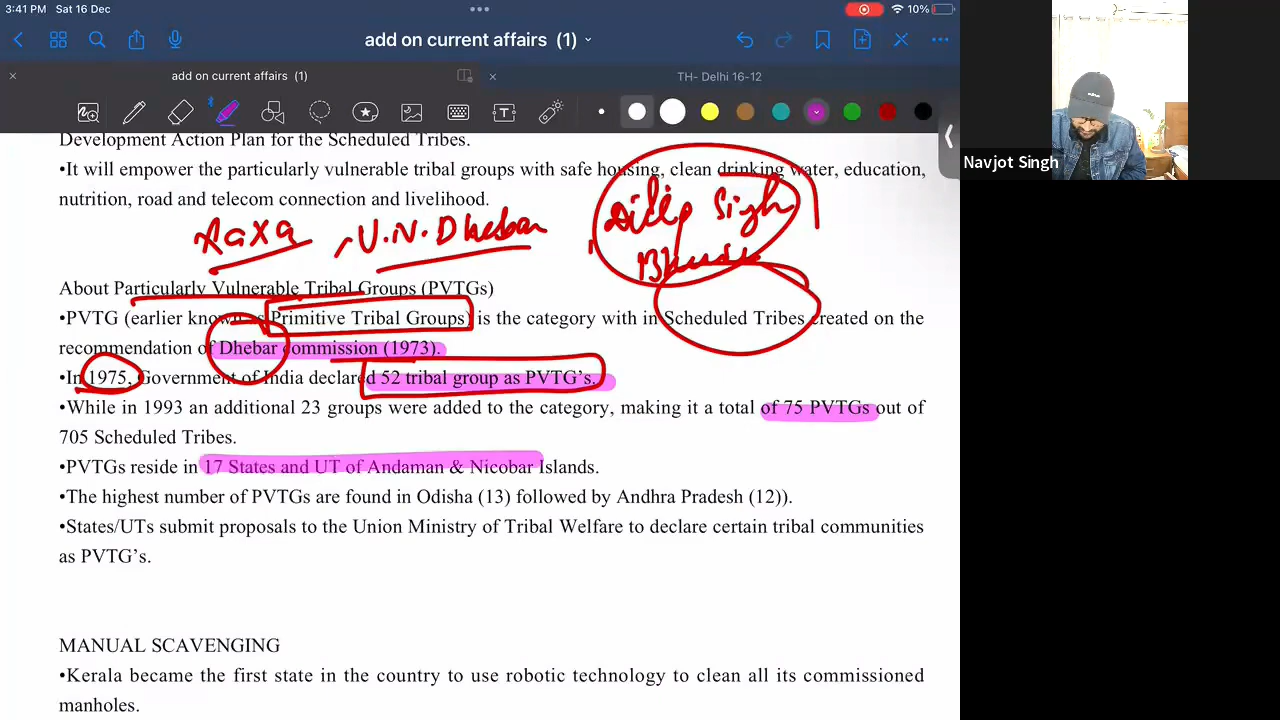 3:41 PM Sat 16 Dec
10%
add on current affairs (1)
add on current affairs (1)
TH- Delhi 16-12
Navjot Singh
Development Action Plan for the Scheduled Tribes.
•It will empower the particularly vulnerable tribal groups with safe housing, clean drinking water, education,
nutrition, road and telecom connection and livelihood.
Xaxa , U.N. Dhebar
Dilip Singh
About Particularly Vulnerable Tribal Groups (PVTGs)
•PVTG (earlier known as Primitive Tribal Groups) is the category with in Scheduled Tribes created on the
recommendation of Dhebar commission (1973).
•In 1975, Government of India declared 52 tribal group as PVTG's.
•While in 1993 an additional 23 groups were added to the category, making it a total of 75 PVTGs out of
705 Scheduled Tribes.
•PVTGs reside in 17 States and UT of Andaman & Nicobar Islands.
•The highest number of PVTGs are found in Odisha (13) followed by Andhra Pradesh (12)).
•States/UTs submit proposals to the Union Ministry of Tribal Welfare to declare certain tribal communities
as PVTG's.
MANUAL SCAVENGING
•Kerala became the first state in the country to use robotic technology to clean all its commissioned
manholes.